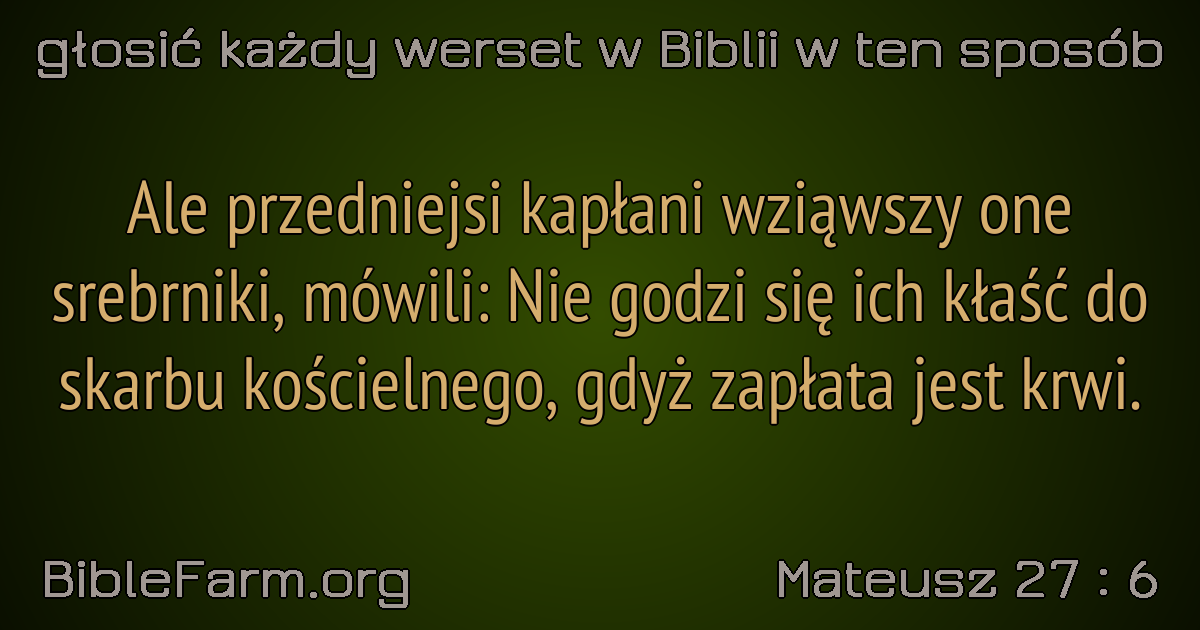 głosić każdy werset w Biblii w ten sposób
Ale przedniejsi kapłani wziąwszy one
srebrniki, mówili: Nie godzi się ich kłaść do
skarbu kościelnego, gdyż zapłata jest krwi.
BibleFarm.org
Mateusz 27 : 6